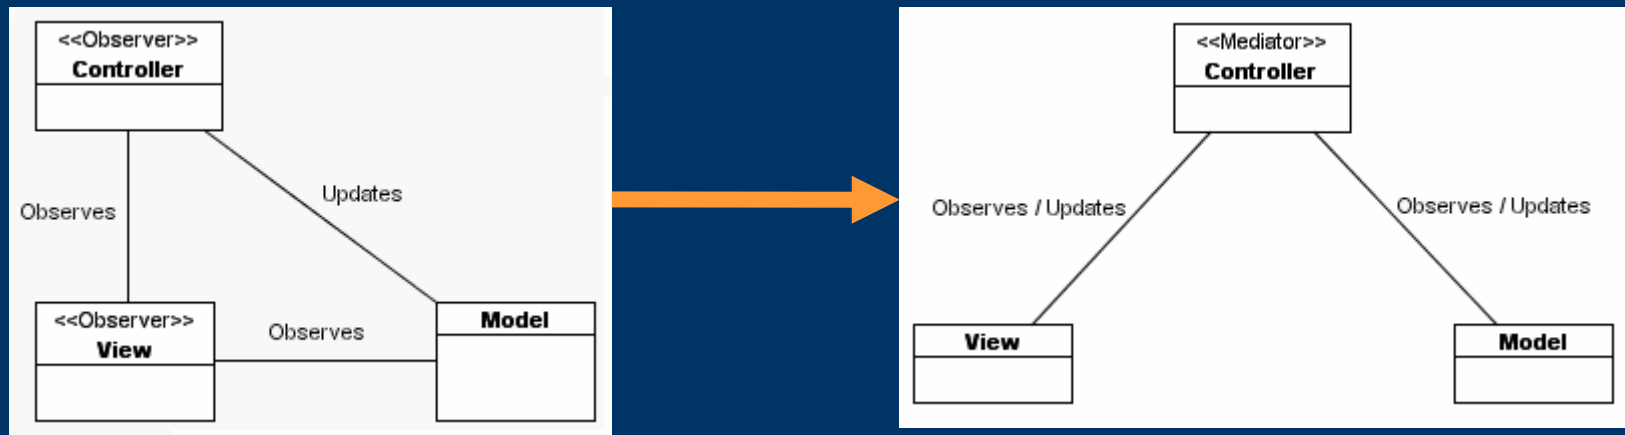 <<Observer>>
Controller
Observes
Updates
<<Observer>>
View
Observes
Model
<<Mediator>>
Controller
Observes / Updates
Observes / Updates
View
Model